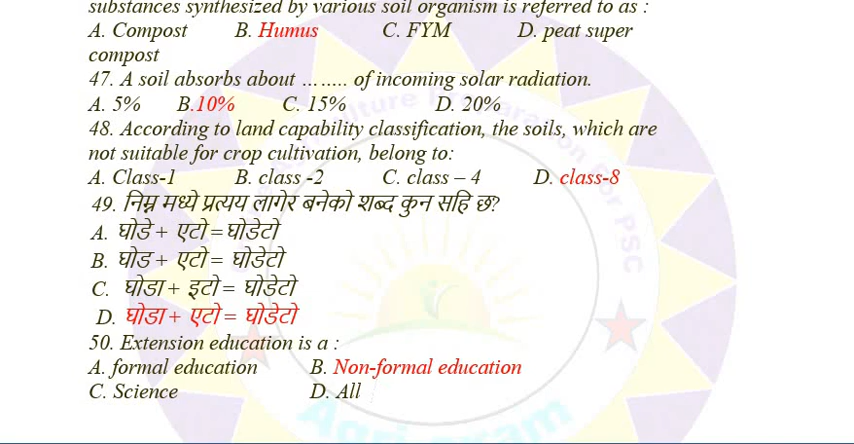 substances synthesized by various soil organism is referred to as :
A. Compost B. Humus C. FYM D. peat super
compost
47. A soil absorbs about …….. of incoming solar radiation.
A. 5% B.10% C. 15% D. 20%
48. According to land capability classification, the soils, which are
not suitable for crop cultivation, belong to:
A. Class-1 B. class -2 C. class – 4 D. class-8
49. निम्न मध्ये प्रत्यय लागेर बनेको शब्द कुन सहि छ?
A. घोडे + एटो = घोडेटो
B. घोड + एटो = घोडेटो
C. घोडा + इटो = घोडेटो
D. घोडा + एटो = घोडेटो
50. Extension education is a :
A. formal education B. Non-formal education
C. Science D. All